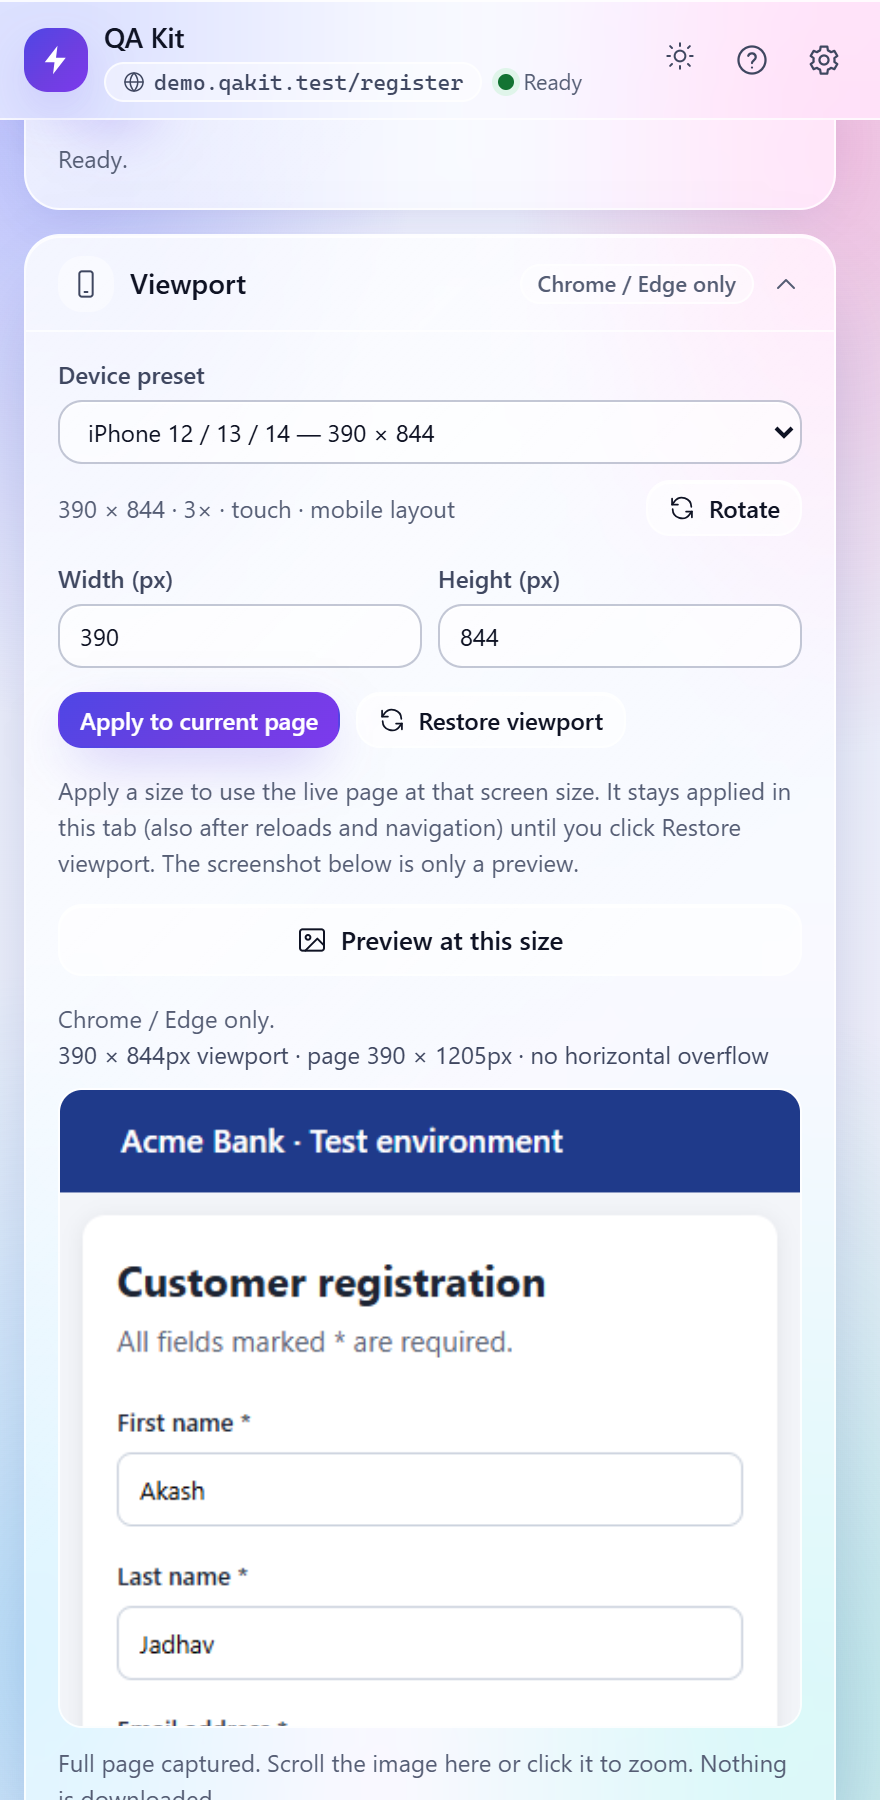 QA Kit
demo.qakit.test/register
Ready
Ready.
Viewport
Chrome / Edge only
Device preset
iPhone 12 / 13 / 14 — 390 × 844
390 × 844 · 3× · touch · mobile layout
Rotate
Width (px)
Height (px)
390
844
Apply to current page
Restore viewport
Apply a size to use the live page at that screen size. It stays applied in
this tab (also after reloads and navigation) until you click Restore
viewport. The screenshot below is only a preview.
Preview at this size
Chrome / Edge only.
390 × 844px viewport · page 390 × 1205px · no horizontal overflow
Acme Bank · Test environment
Customer registration
All fields marked * are required.
First name *
Akash
Last name *
Jadhav
Email address *
Full page captured. Scroll the image here or click it to zoom. Nothing
is downloaded